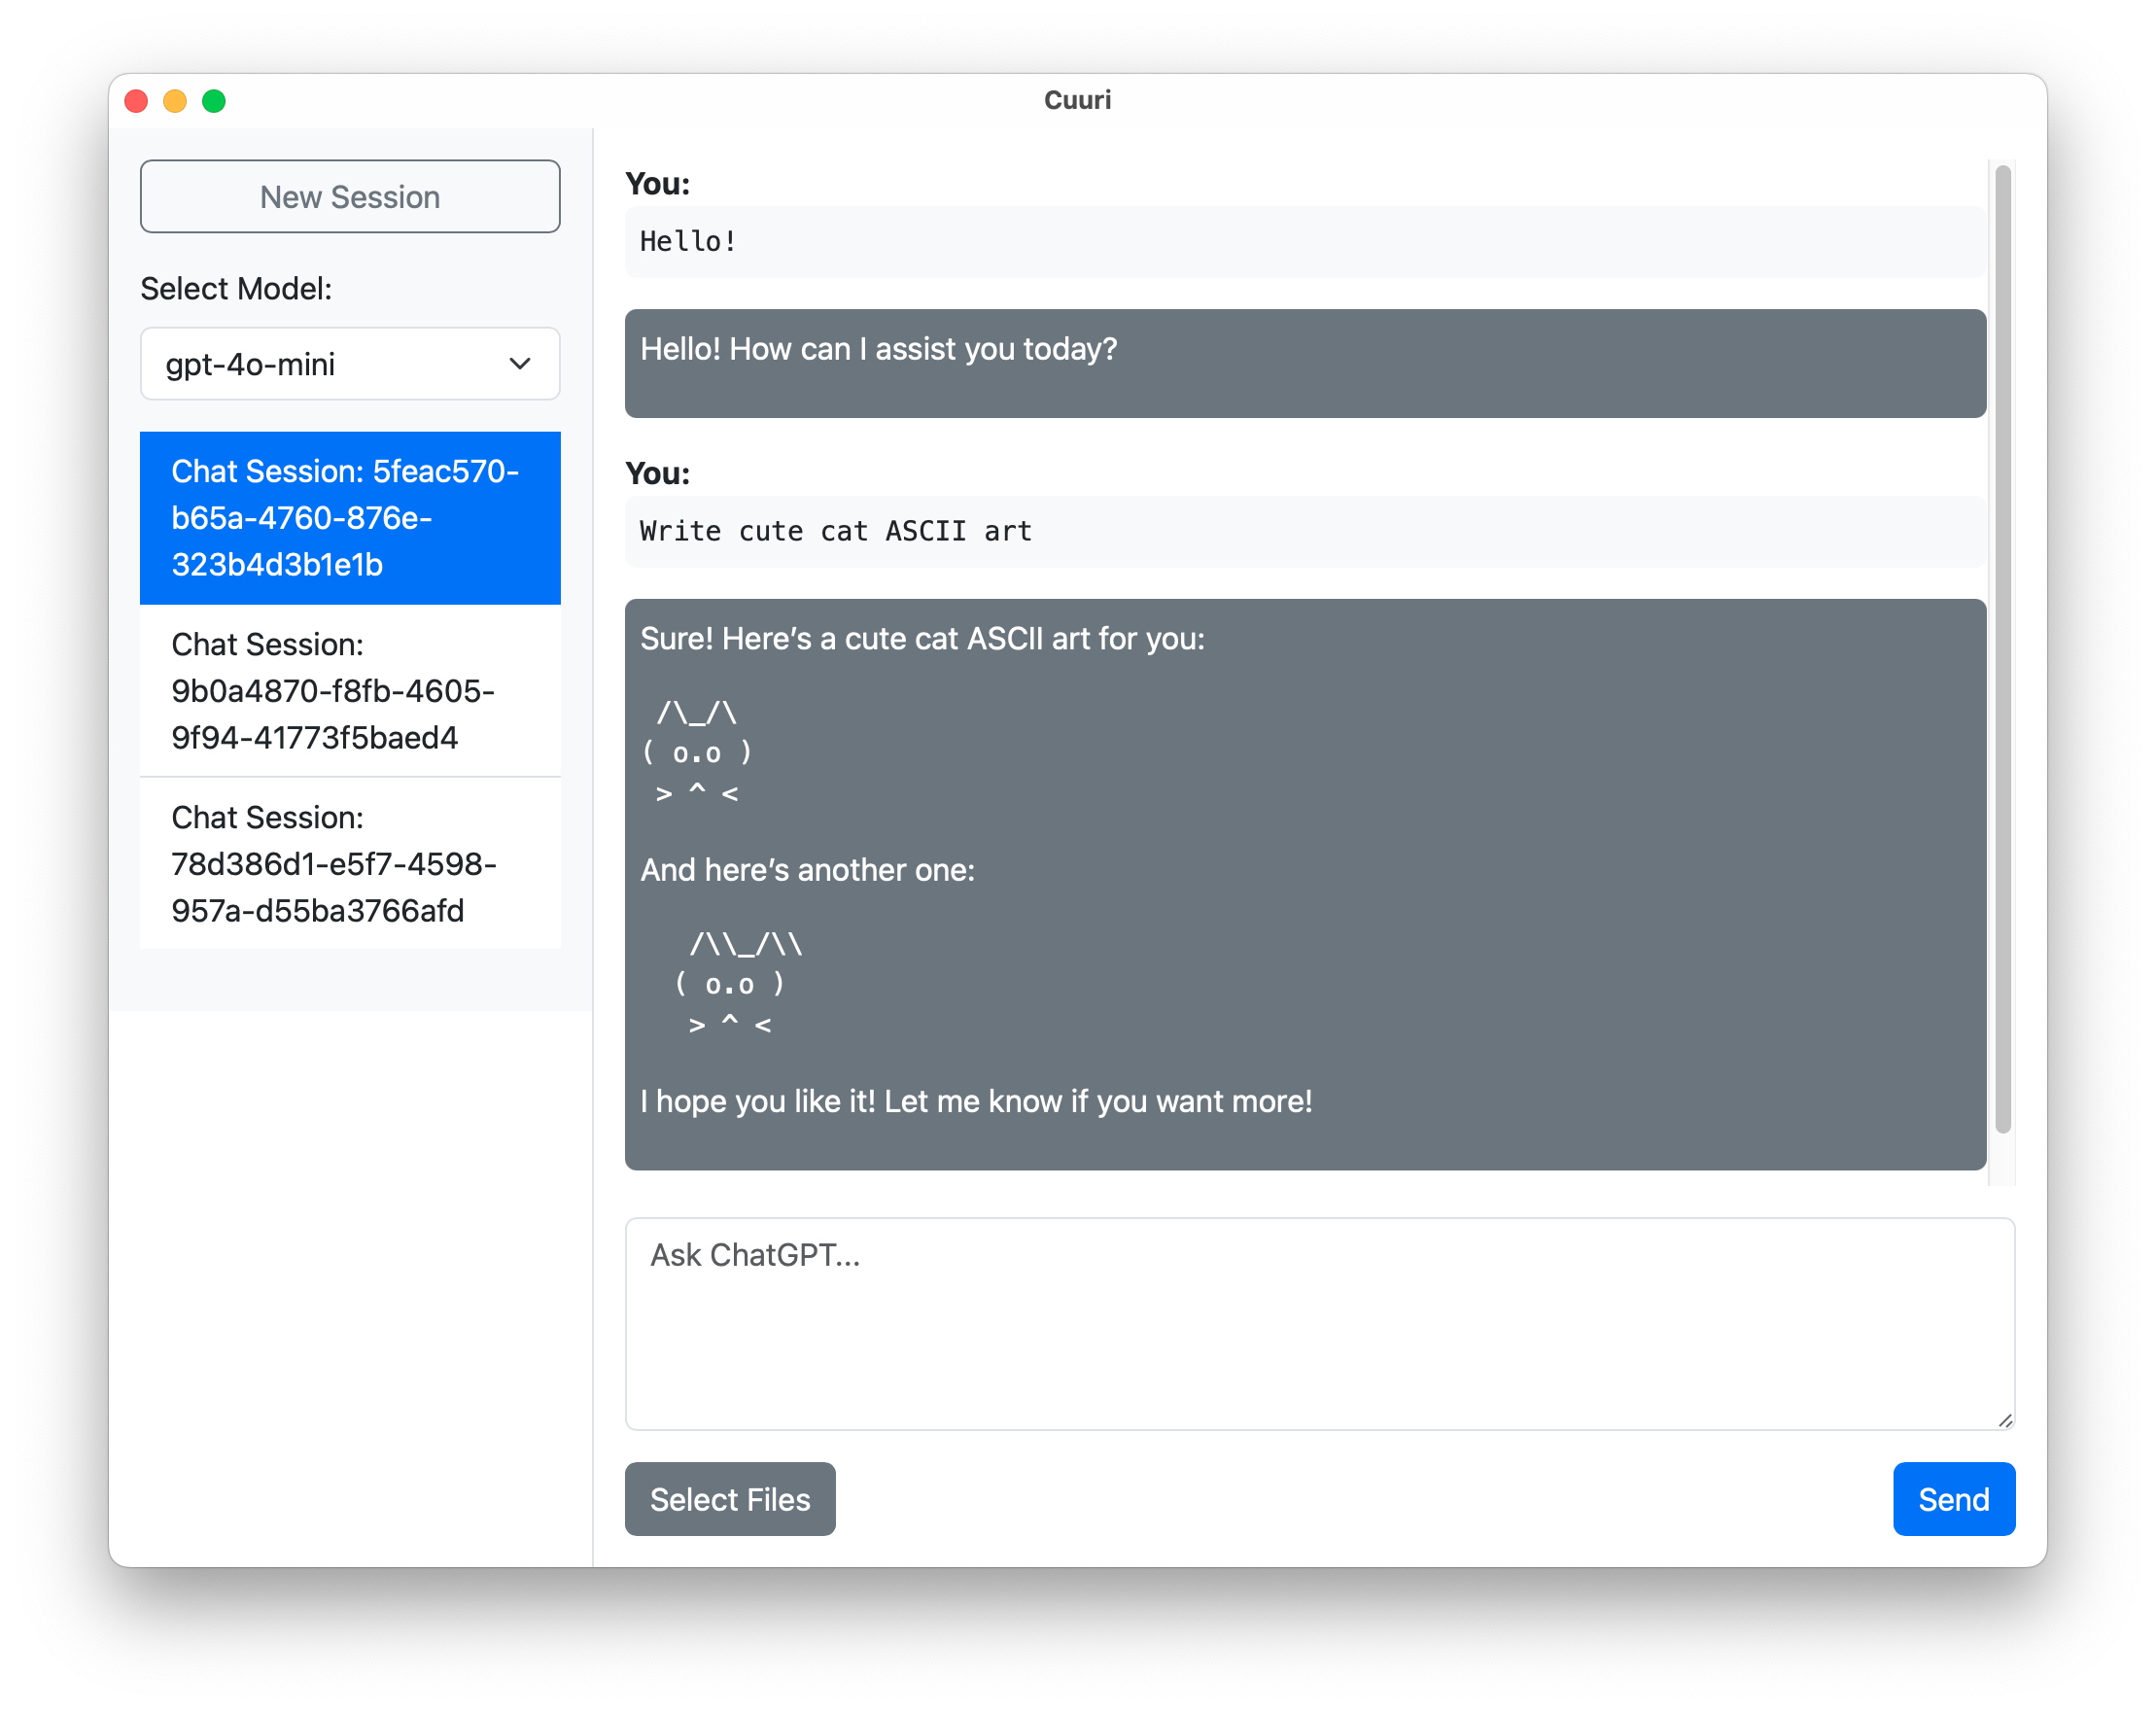 Cuuri
New Session
Select Model:
gpt-4o-mini
Chat Session: 5feac570-
b65a-4760-876e-
323b4d3b1e1b
Chat Session:
9b0a4870-f8fb-4605-
9f94-41773f5baed4
Chat Session:
78d386d1-e5f7-4598-
957a-d55ba3766afd
You:
Hello!
Hello! How can I assist you today?
You:
Write cute cat ASCII art
Sure! Here’s a cute cat ASCII art for you:
 /\_/\
( o.o )
 > ^ <
And here’s another one:
   /\\_/\\
  ( o.o )
   > ^ <
I hope you like it! Let me know if you want more!
Ask ChatGPT...
Select Files
Send